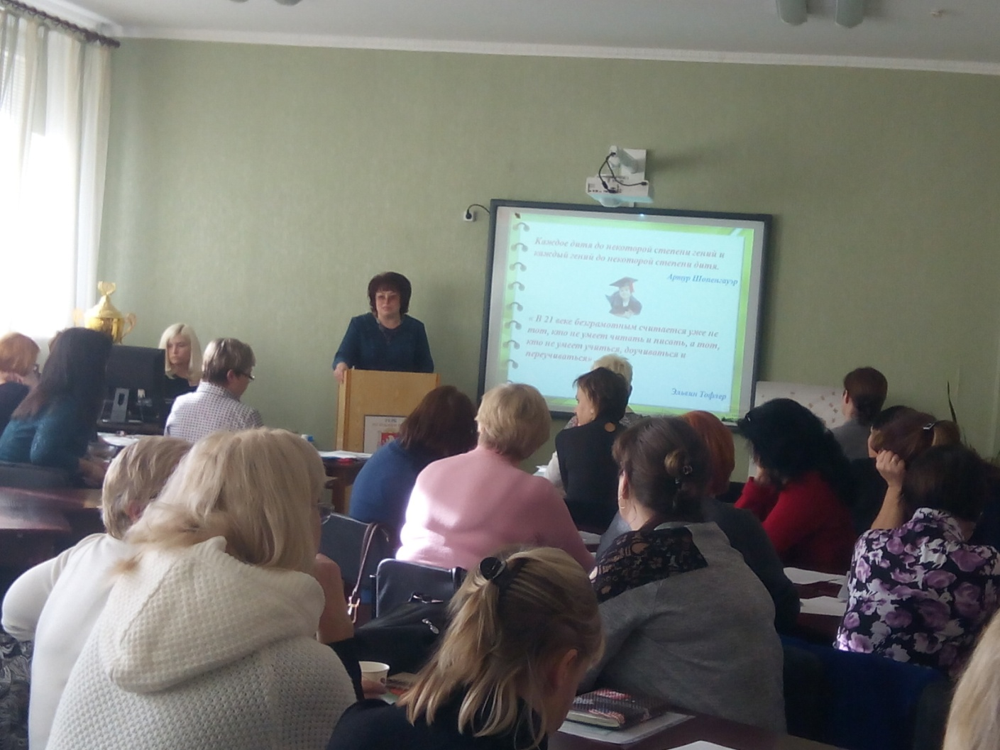 Каждое дитя до некоторой степени гений и
каждый гений до некоторой степени дитя.
Артур Шопенгауэр
« В 21 веке безграмотным считается уже не
тот, кто не умеет читать и писать, а тот,
кто не умеет учиться, доучиваться и
переучиваться»
Элвин Тофлер